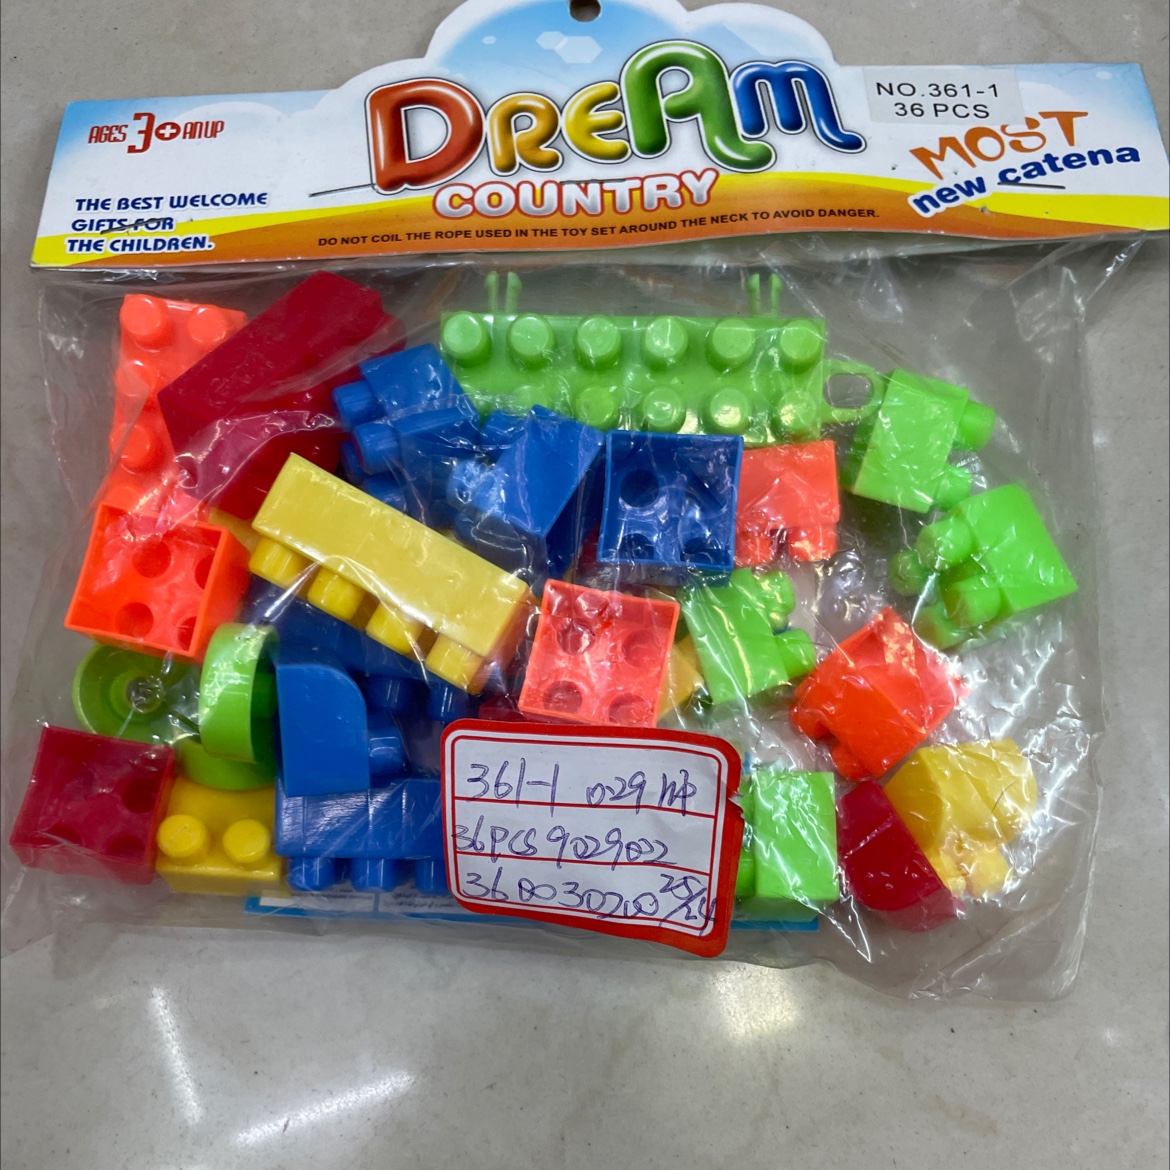 DREAM
COUNTRY
NO.361-1
36 PCS
AGES 3+ AN UP
THE BEST WELCOME
GIFTS FOR
THE CHILDREN.
MOST
new catena
DO NOT COIL THE ROPE USED IN THE TOY SET AROUND THE NECK TO AVOID DANGER.
361-1 029
36PCS 9029022